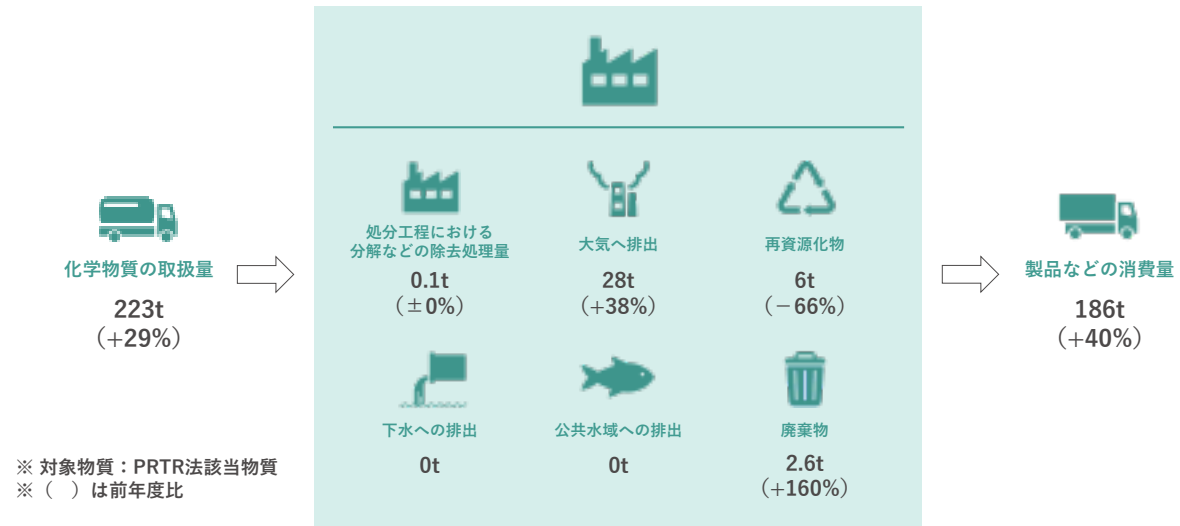 化学物質の取扱量
223t
（+29%）
処分工程における
分解などの除去処理量
0.1t
（±0%）
大気へ排出
28t
（+38%）
再資源化物
6t
（－66%）
下水への排出
0t
公共水域への排出
0t
廃棄物
2.6t
（+160%）
製品などの消費量
186t
（+40%）
※ 対象物質：PRTR法該当物質
※（　）は前年度比